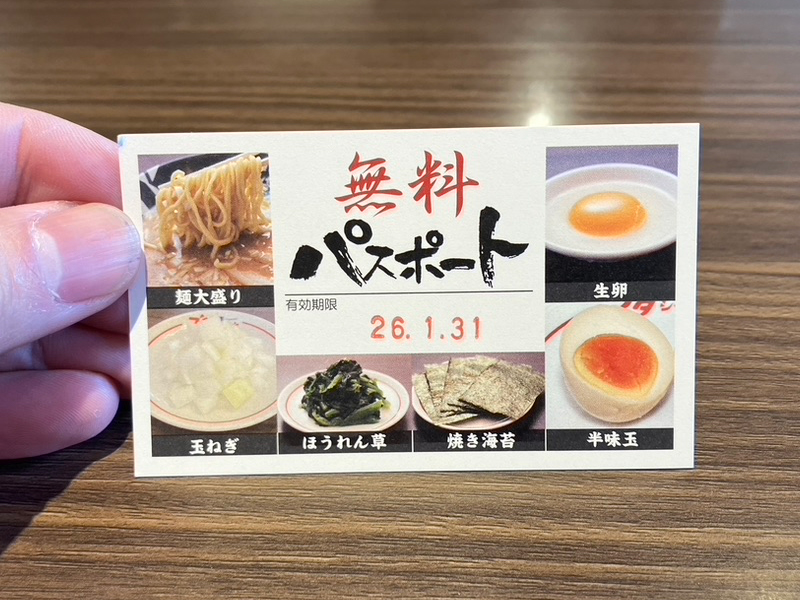 無料
パスポート
有効期限
26.1.31
麺大盛り
生卵
玉ねぎ
ほうれん草
焼き海苔
半味玉